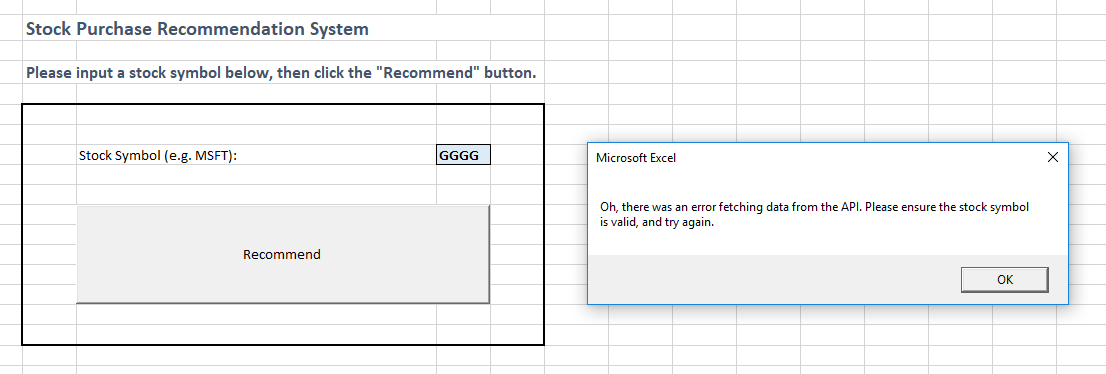 Stock Purchase Recommendation System
Please input a stock symbol below, then click the "Recommend" button.
Stock Symbol (e.g. MSFT):
GGGG
Recommend
Microsoft Excel
Oh, there was an error fetching data from the API. Please ensure the stock symbol
is valid, and try again.
OK